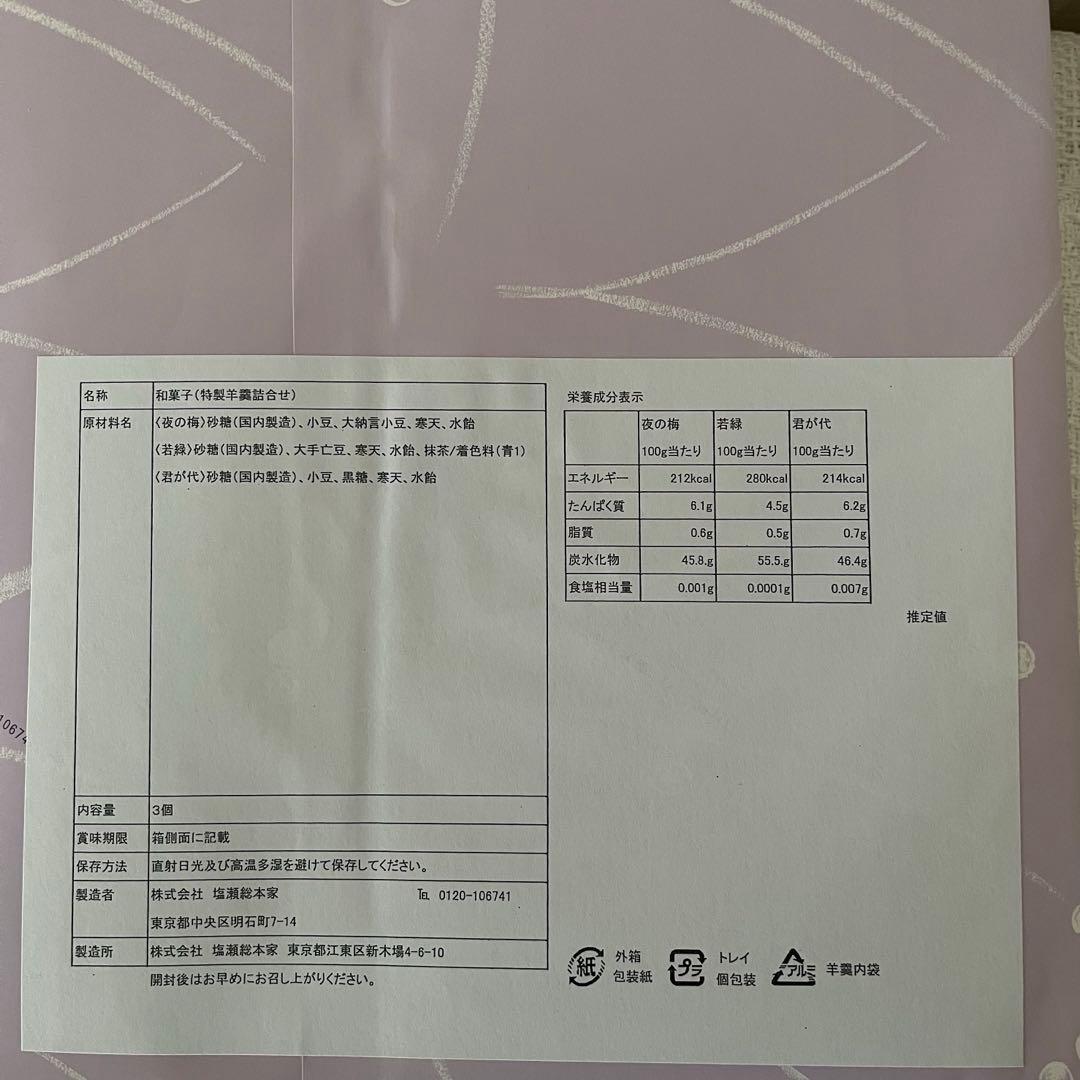 名称 和菓子(特製羊羹詰合せ)
原材料名 〈夜の梅〉砂糖(国内製造)、小豆、大納言小豆、寒天、水飴
〈若緑〉砂糖(国内製造)、大手亡豆、寒天、水飴、抹茶/着色料(青1)
〈君が代〉砂糖(国内製造)、小豆、黒糖、寒天、水飴
内容量 3個
賞味期限 箱側面に記載
保存方法 直射日光及び高温多湿を避けて保存してください。
製造者 株式会社 塩瀬総本家 ℡ 0120-106741
東京都中央区明石町7-14
製造所 株式会社 塩瀬総本家 東京都江東区新木場4-6-10
開封後はお早めにお召し上がりください。
栄養成分表示
夜の梅 若緑 君が代
100g当たり 100g当たり 100g当たり
エネルギー 212kcal 280kcal 214kcal
たんぱく質 6.1g 4.5g 6.2g
脂質 0.6g 0.5g 0.7g
炭水化物 45.8.g 55.5.g 46.4g
食塩相当量 0.001g 0.0001g 0.007g
推定値
紙 外箱
包装紙
プラ トレイ
個包装
アルミ 羊羹内袋
10674